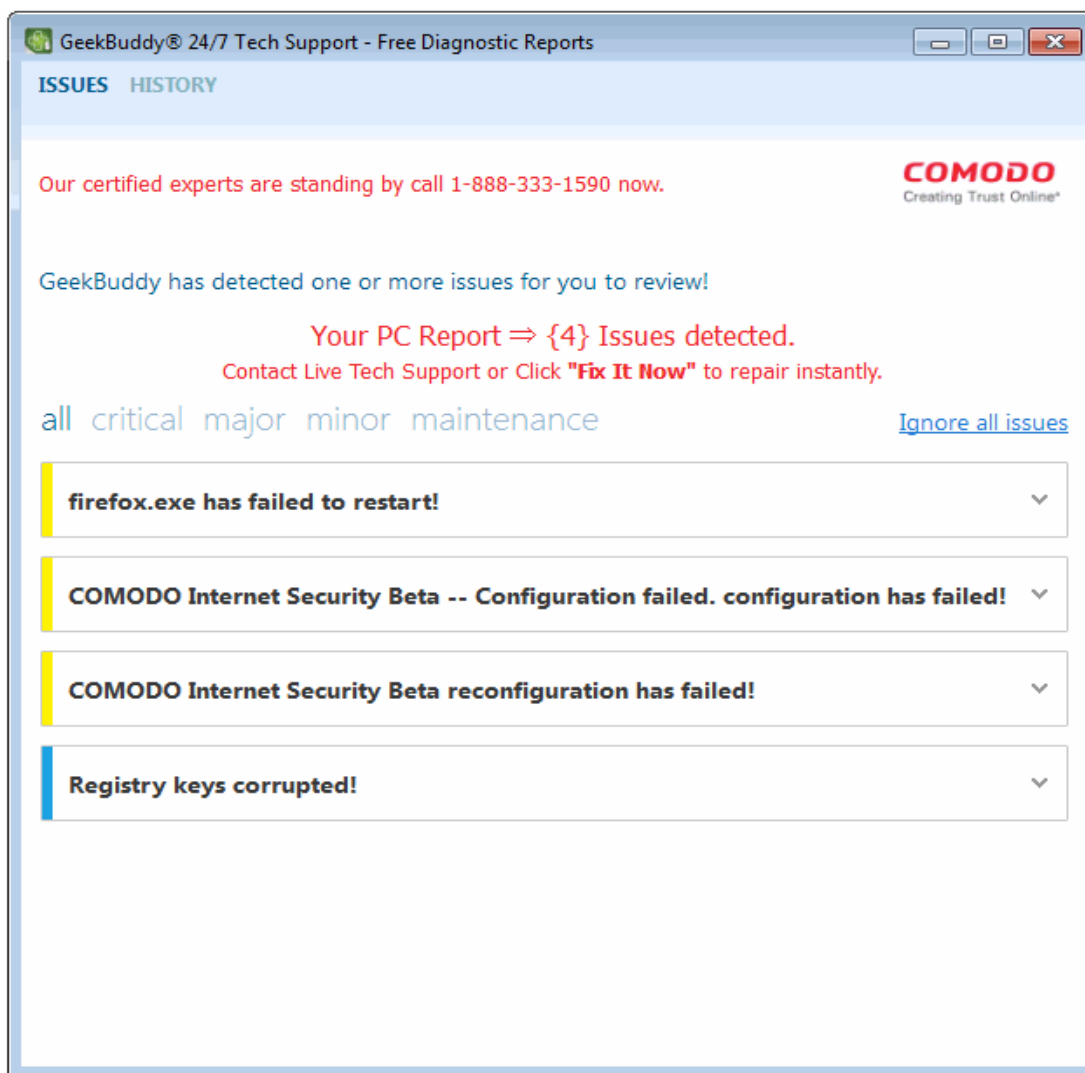 GeekBuddy® 24/7 Tech Support - Free Diagnostic Reports
ISSUES HISTORY
Our certified experts are standing by call 1-888-333-1590 now.
COMODO
Creating Trust Online®
GeekBuddy has detected one or more issues for you to review!
Your PC Report ⇒ {4} Issues detected.
Contact Live Tech Support or Click "Fix It Now" to repair instantly.
all critical major minor maintenance
Ignore all issues
firefox.exe has failed to restart!
COMODO Internet Security Beta -- Configuration failed. configuration has failed!
COMODO Internet Security Beta reconfiguration has failed!
Registry keys corrupted!